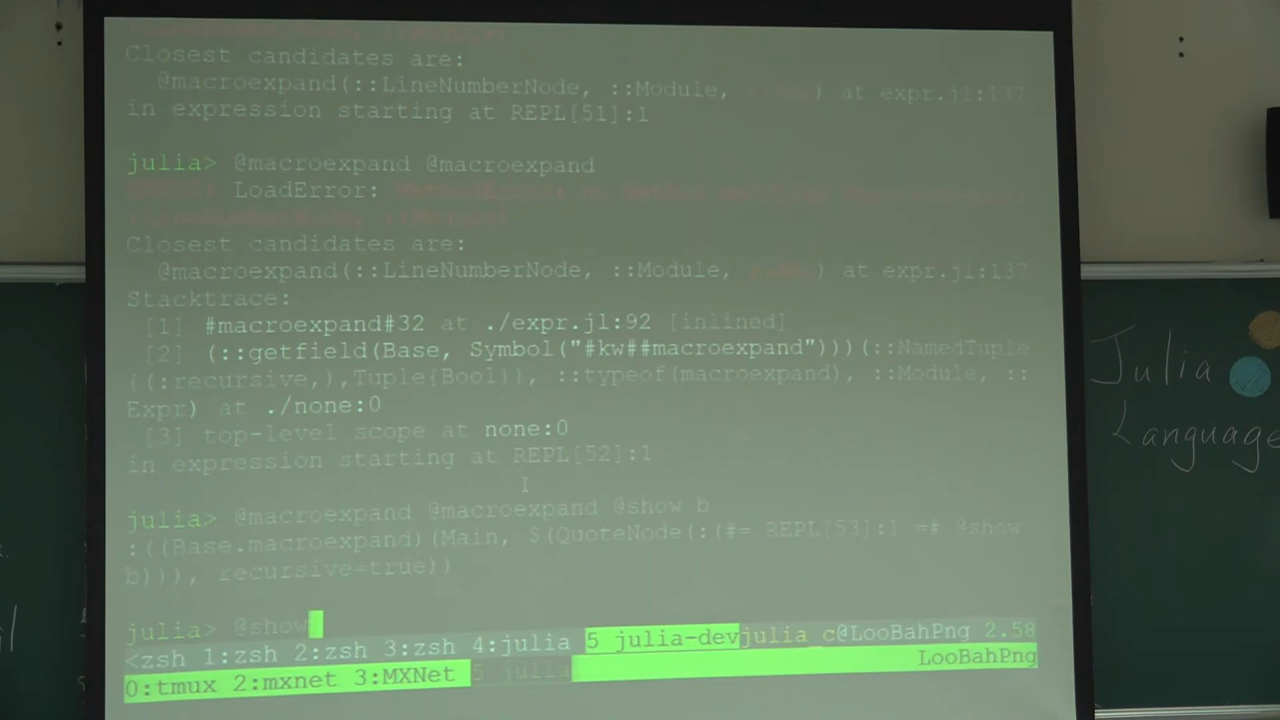 Closest candidates are:
@macroexpand(::LineNumberNode, ::Module, ) at expr.jl:137
in expression starting at REPL[51]:1
julia> @macroexpand @macroexpand
LoadError:
Closest candidates are:
@macroexpand(::LineNumberNode, ::Module, ) at expr.jl:137
Stacktrace:
[1] #macroexpand#32 at ./expr.jl:92 [inlined]
[2] (::getfield(Base, Symbol("#kw##macroexpand")))(::NamedTuple
{(:recursive,),Tuple{Bool}}, ::typeof(macroexpand), ::Module, ::
Expr) at ./none:0
[3] top-level scope at none:0
in expression starting at REPL[52]:1
julia> @macroexpand @macroexpand @show b
:((Base.macroexpand)(Main, $(QuoteNode(:(#= REPL[53]:1 =# @show
b))), recursive=true))
julia> @show
<zsh 1:zsh 2:zsh 3:zsh 4:julia 5 julia-dev julia c@LooBahPng 2.58
0:tmux 2:mxnet 3:MXNet 5 julia LooBahPng
Julia
Language